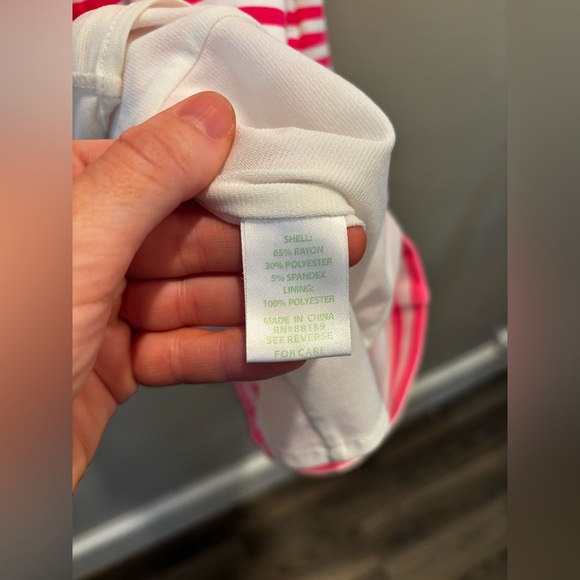 SHELL:
65% RAYON
30% POLYESTER
5% SPANDEX
LINING:
100% POLYESTER
MADE IN CHINA
RN#88189
SEE REVERSE
FOR CARE